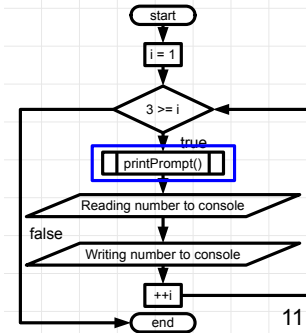 start
i = 1
3 >= i
true
printPrompt()
Reading number to console
false
Writing number to console
++i
11
end